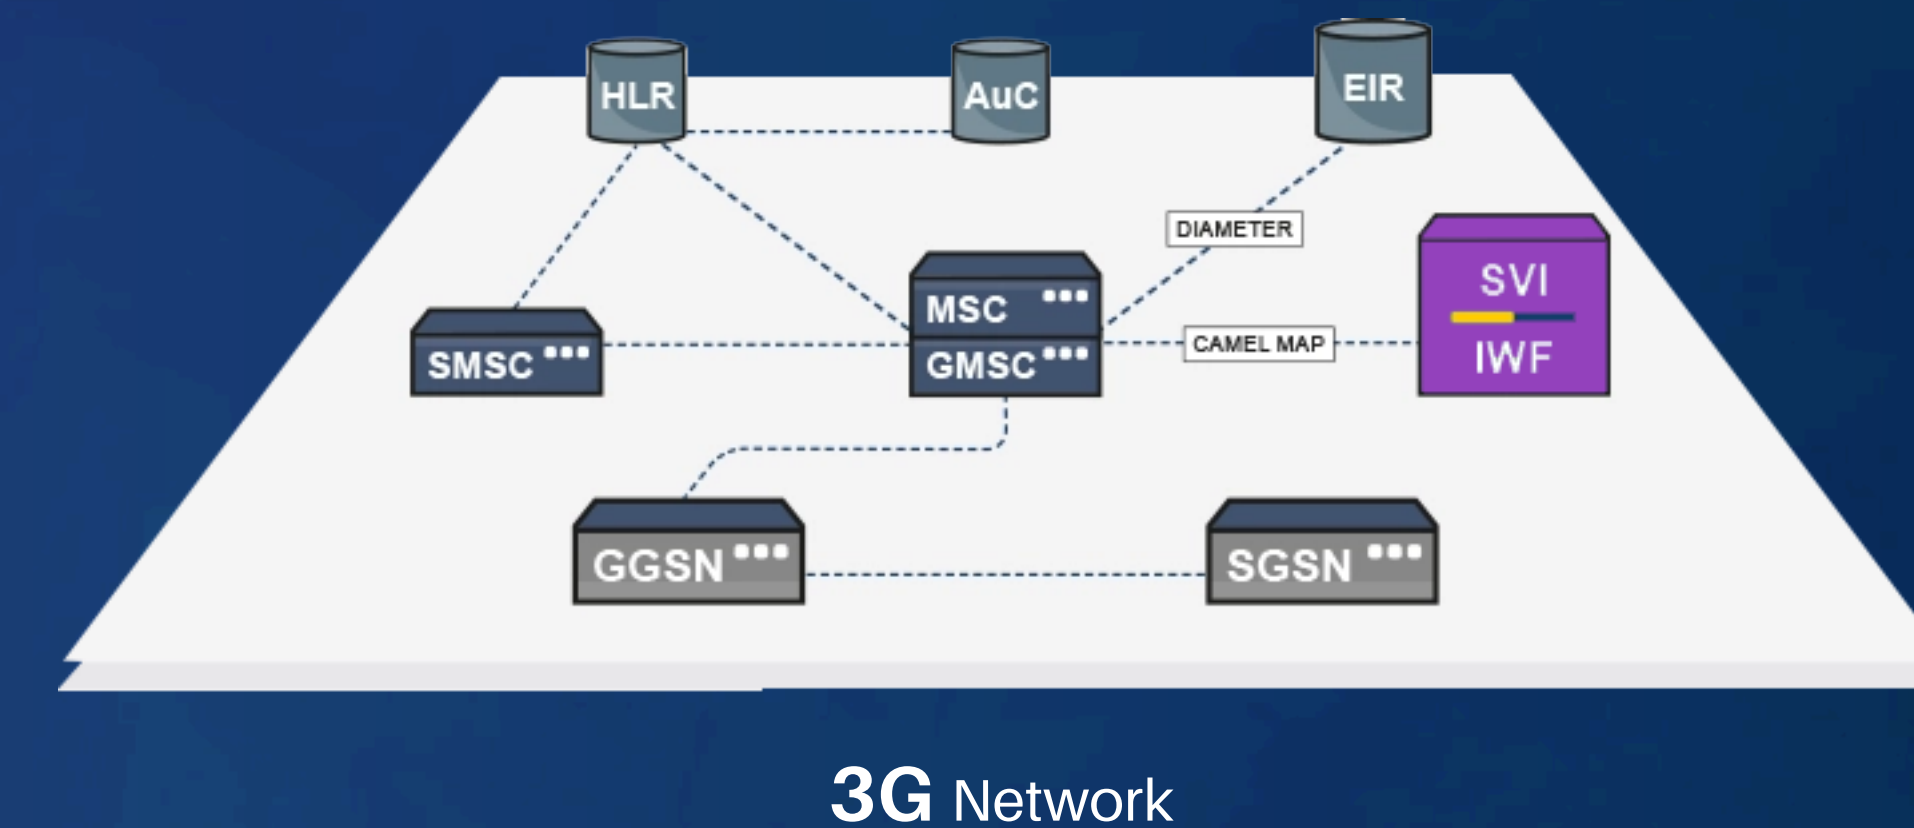 HLR
AuC
EIR
DIAMETER
SVI
IWF
MSC
GMSC
SMSC
CAMEL MAP
GGSN
SGSN
3G Network